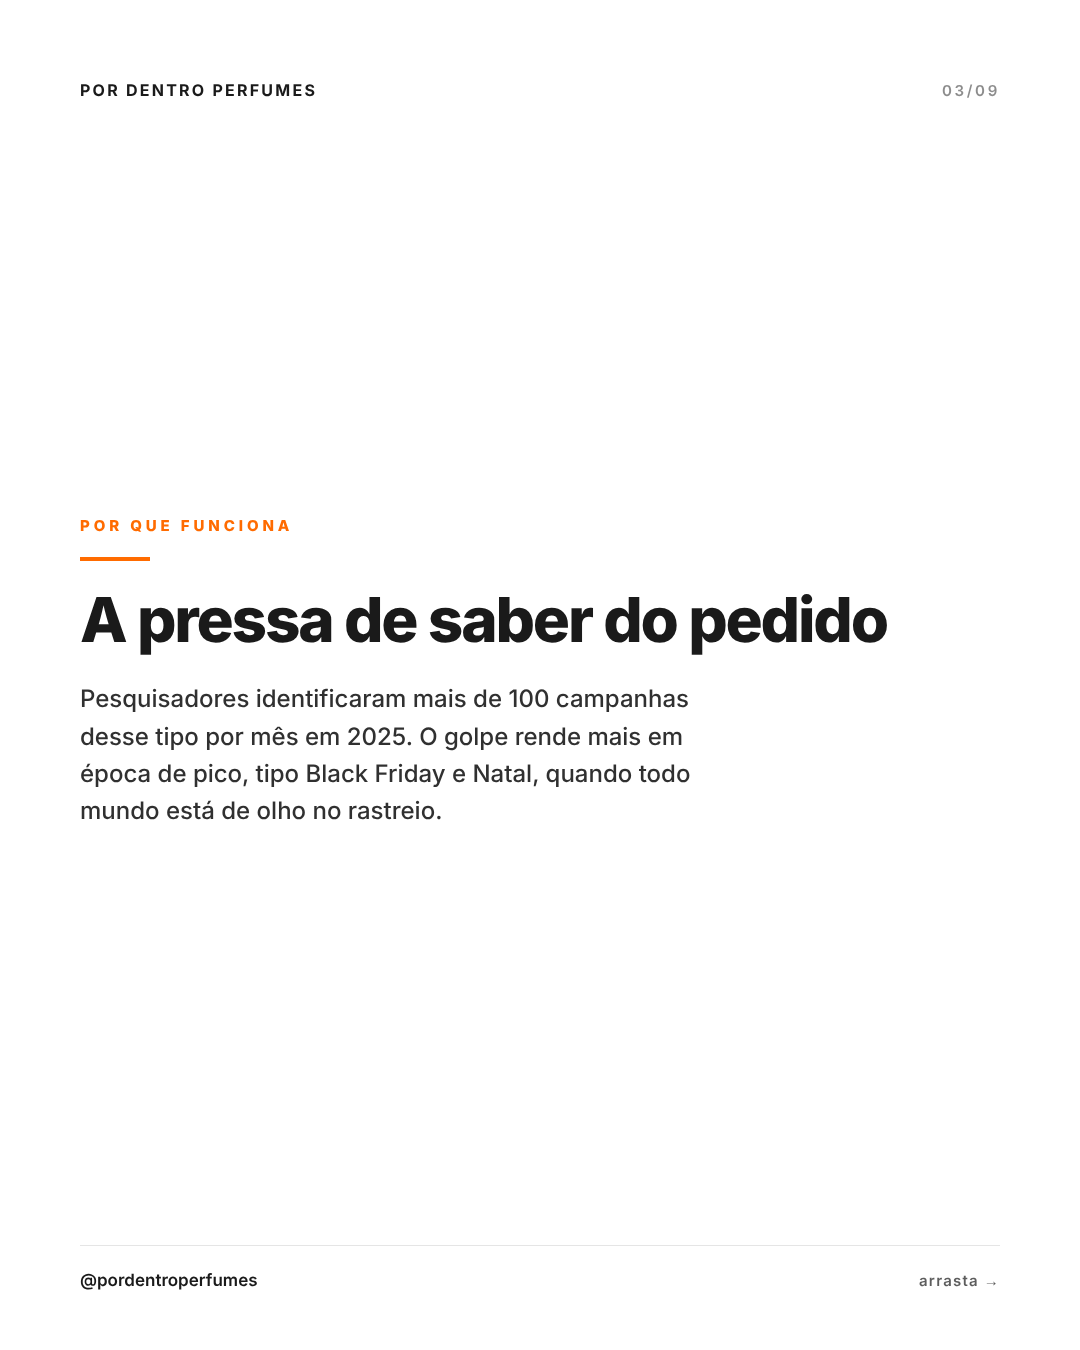 POR DENTRO PERFUMES
03/09
POR QUE FUNCIONA
A pressa de saber do pedido
Pesquisadores identificaram mais de 100 campanhas
desse tipo por mês em 2025. O golpe rende mais em
época de pico, tipo Black Friday e Natal, quando todo
mundo está de olho no rastreio.
@pordentroperfumes
arrasta →